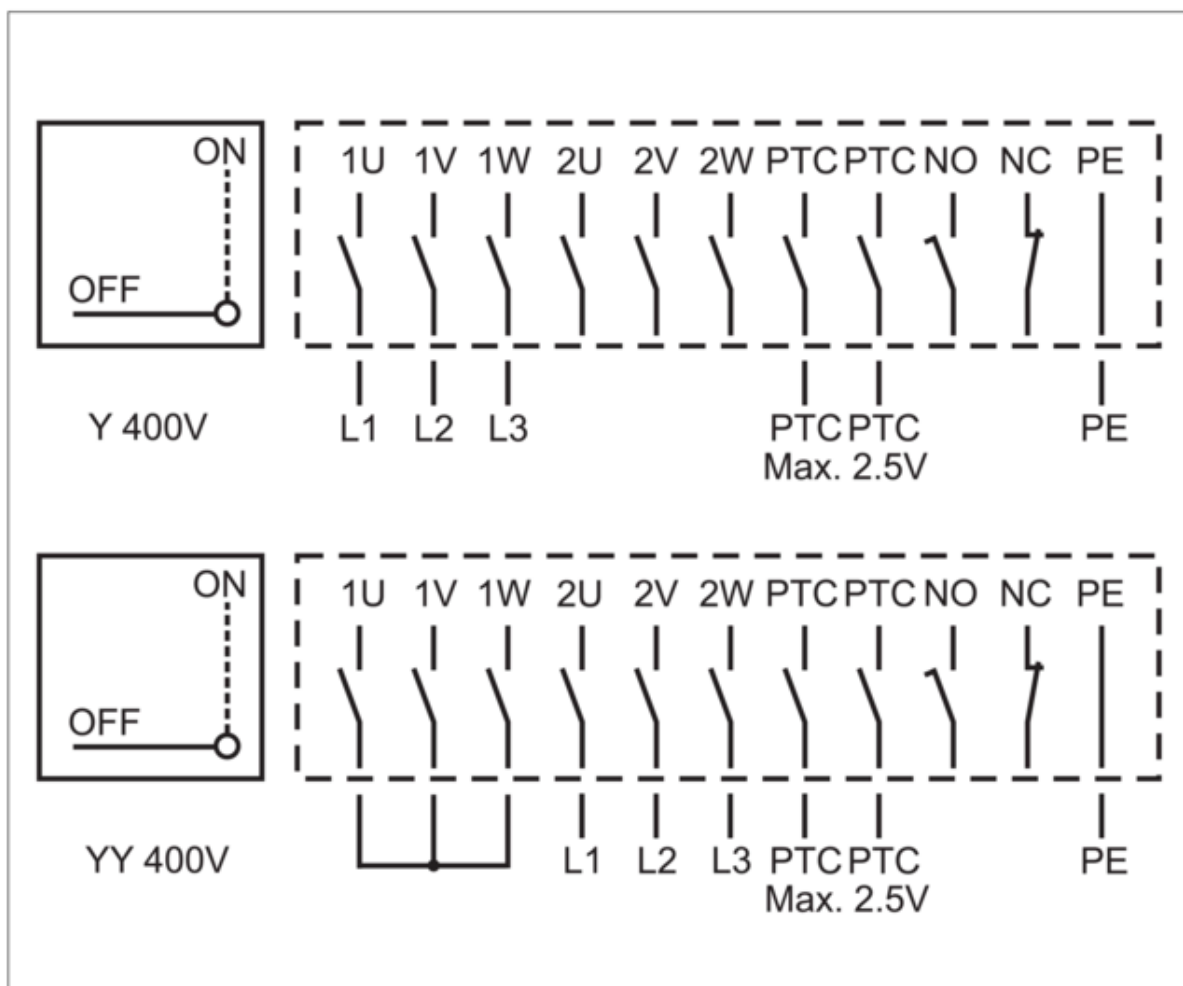 ON
OFF
1U 1V 1W 2U 2V 2W PTC PTC NO NC PE
Y 400V
L1 L2 L3 PTC PTC PE
Max. 2.5V
ON
OFF
1U 1V 1W 2U 2V 2W PTC PTC NO NC PE
YY 400V
L1 L2 L3 PTC PTC PE
Max. 2.5V